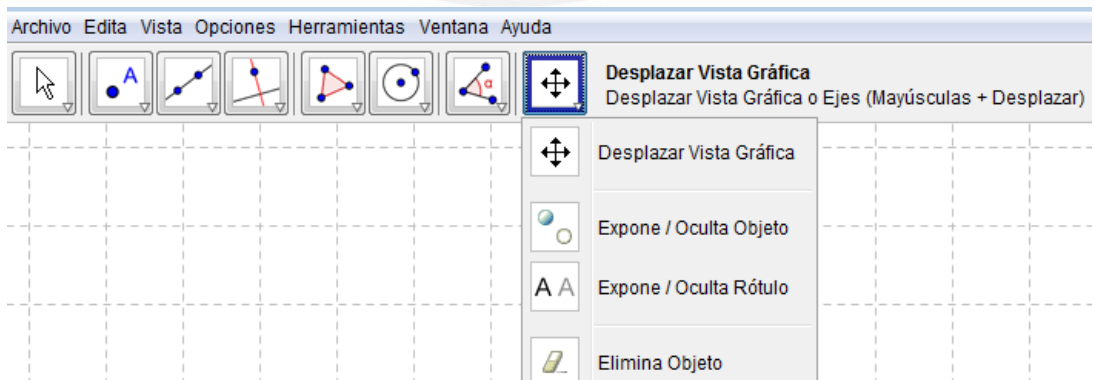 Archivo Edita Vista Opciones Herramientas Ventana Ayuda
A
α
Desplazar Vista Gráfica
Desplazar Vista Gráfica o Ejes (Mayúsculas + Desplazar)
Desplazar Vista Gráfica
Expone / Oculta Objeto
A A
Expone / Oculta Rótulo
Elimina Objeto